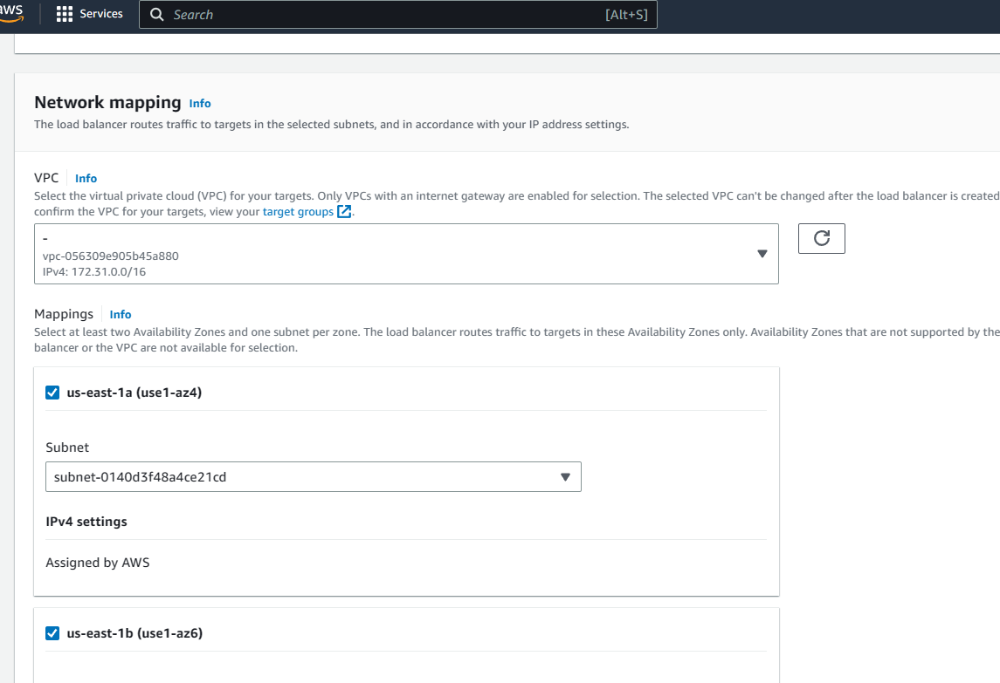 aws
Services
Search
[Alt+S]
Network mapping Info
The load balancer routes traffic to targets in the selected subnets, and in accordance with your IP address settings.
VPC Info
Select the virtual private cloud (VPC) for your targets. Only VPCs with an internet gateway are enabled for selection. The selected VPC can't be changed after the load balancer is created
confirm the VPC for your targets, view your target groups.
-
vpc-056309e905b45a880
IPv4: 172.31.0.0/16
Mappings Info
Select at least two Availability Zones and one subnet per zone. The load balancer routes traffic to targets in these Availability Zones only. Availability Zones that are not supported by the
balancer or the VPC are not available for selection.
us-east-1a (use1-az4)
Subnet
subnet-0140d3f48a4ce21cd
IPv4 settings
Assigned by AWS
us-east-1b (use1-az6)